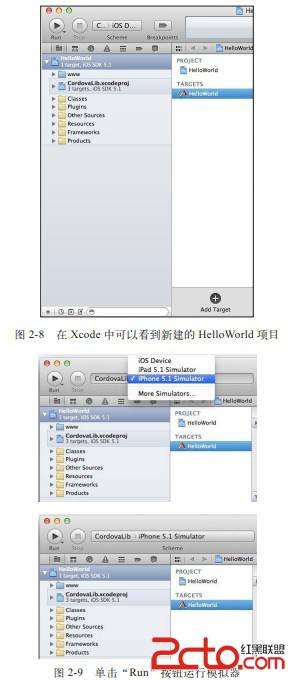 HelloWorld
C... iOS D...
Run Stop Scheme Breakpoints
HelloWorld
1 target, iOS SDK 5.1
www
CordovaLib.xcodeproj
3 targets, iOS SDK 5.1
Classes
Plugins
Other Sources
Resources
Frameworks
Products
PROJECT
HelloWorld
TARGETS
HelloWorld
Add Target
图 2-8 在 Xcode 中可以看到新建的 HelloWorld 项目
iOS Device
iPad 5.1 Simulator
iPhone 5.1 Simulator
More Simulators...
CordovaLib
Run Stop
HelloWorld
HelloWorld
1 target, iOS SDK 5.1
www
CordovaLib.xcodeproj
3 targets, iOS SDK 5.1
Classes
Plugins
Other Sources
Resources
Frameworks
Products
PROJECT
HelloWorld
TARGETS
HelloWorld
CordovaLib iPhone 5.1 Simulator
Run Stop Scheme
HelloWorld
HelloWorld
1 target, iOS SDK 5.1
www
CordovaLib.xcodeproj
3 targets, iOS SDK 5.1
Classes
Plugins
Other Sources
Resources
Frameworks
Products
PROJECT
HelloWorld
TARGETS
HelloWorld
图 2-9 单击“Run”按钮运行模拟器
2cto.com
红黑联盟